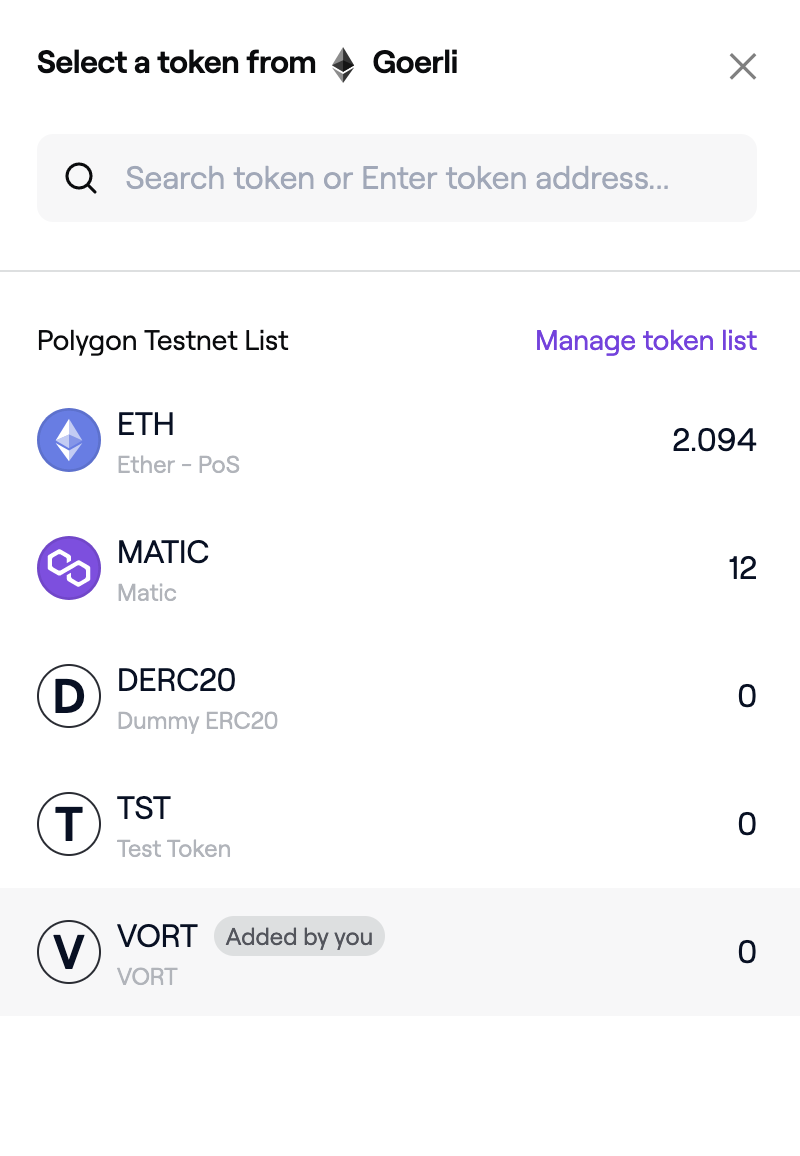 Select a token from Goerli
Search token or Enter token address...
Polygon Testnet List Manage token list
ETH
Ether - PoS
2.094
MATIC
Matic
12
D
DERC20
Dummy ERC20
0
T
TST
Test Token
0
V
VORT Added by you
VORT
0